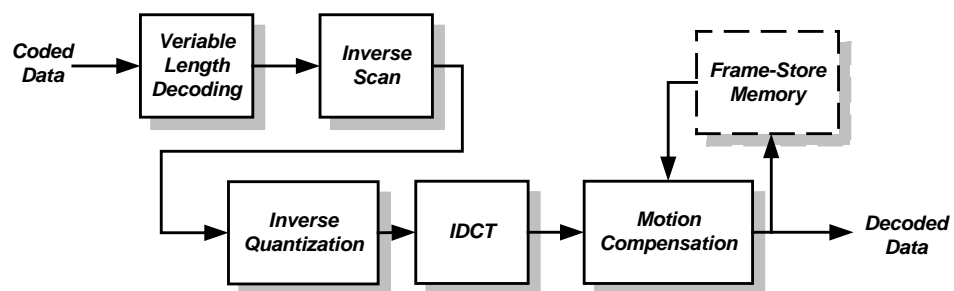 Coded
Data
Veriable
Length
Decoding
Inverse
Scan
Frame-Store
Memory
Inverse
Quantization
IDCT
Motion
Compensation
Decoded
Data